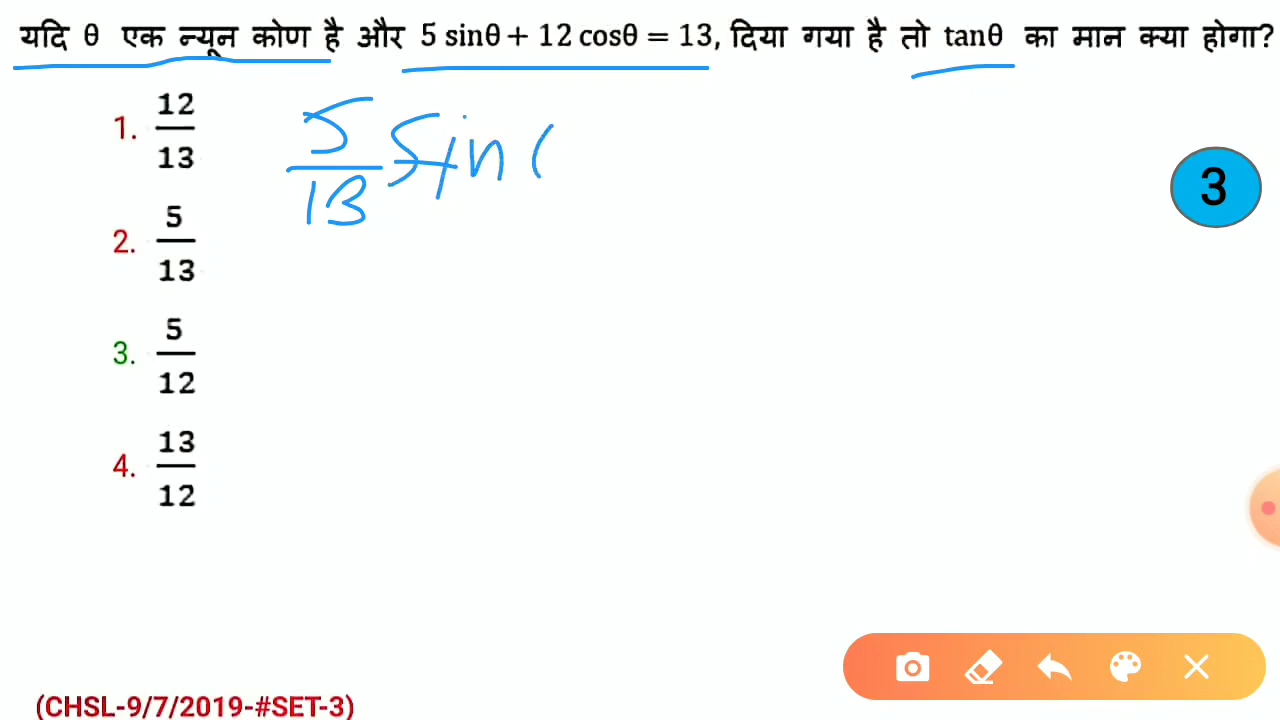 यदि θ एक न्यून कोण है और 5 sinθ + 12 cosθ = 13, दिया गया है तो tanθ का मान क्या होगा?
1. 12/13
5/13 Sin (
3
2. 5/13
3. 5/12
4. 13/12
(CHSL-9/7/2019-#SET-3)